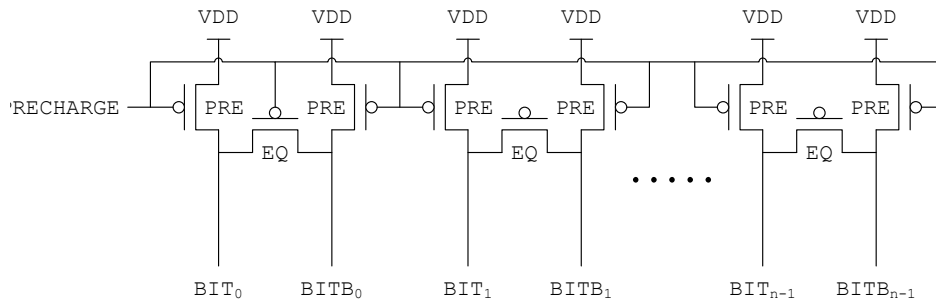 VDD VDD VDD VDD VDD VDD
PRECHARGE PRE PRE PRE PRE PRE PRE
EQ EQ EQ
BIT₀ BITB₀ BIT₁ BITB₁ BITₙ₋₁ BITBₙ₋₁